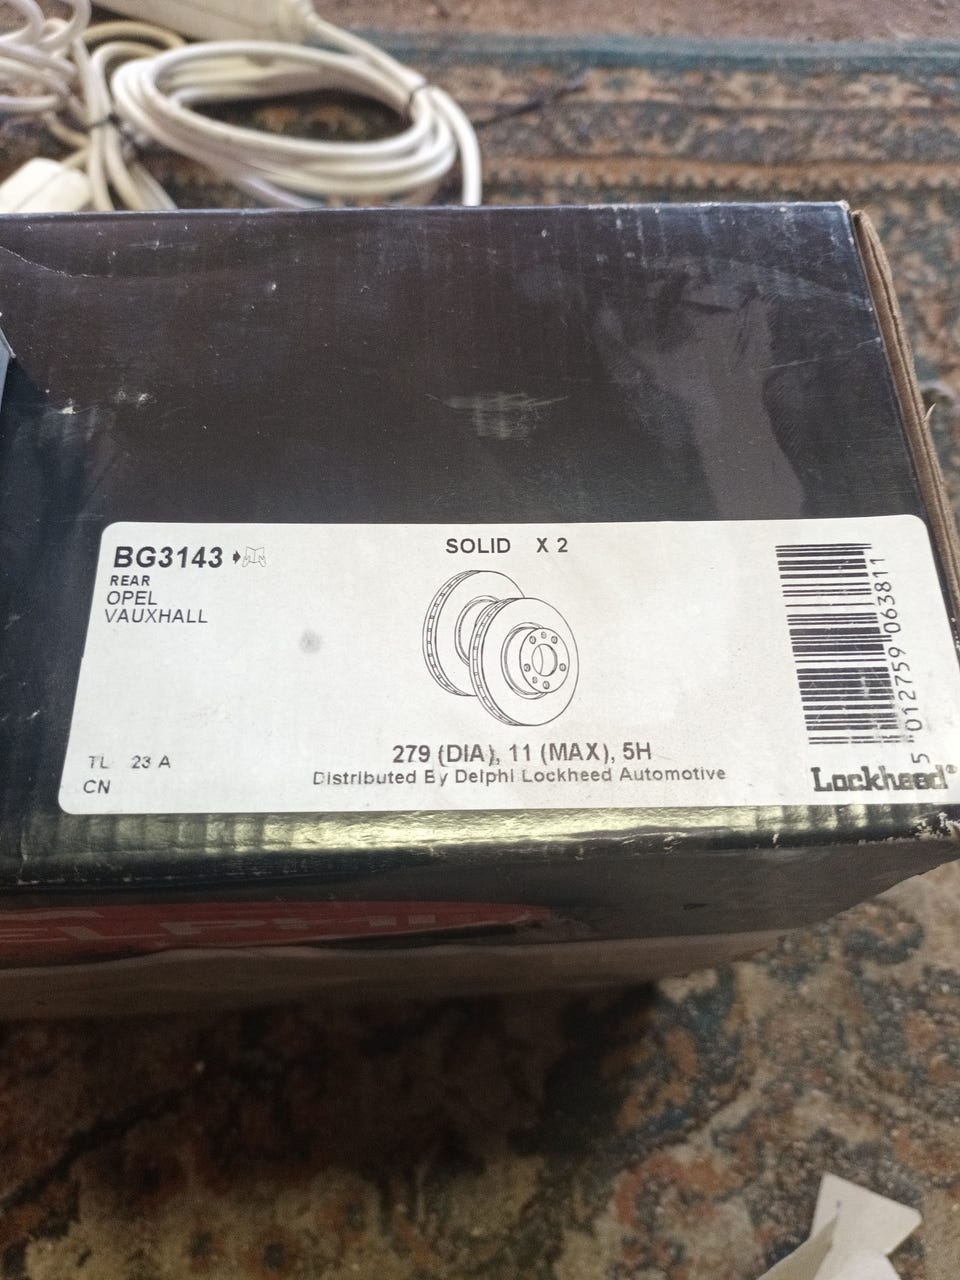 BG3143
REAR
OPEL
VAUXHALL
SOLID X 2
279 (DIA), 11 (MAX), 5H
Distributed By Delphi Lockheed Automotive
TL 23 A
CN
5 012759 063811
Lockheed®